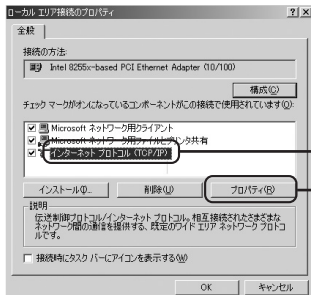 ローカル エリア接続のプロパティ
全般
接続の方法:
Intel 8255x-based PCI Ethernet Adapter (10/100)
構成(C)
チェック マークがオンになっているコンポーネントがこの接続で使用されています(O):
Microsoft ネットワーク用クライアント
Microsoft ネットワーク用ファイルとプリンタ共有
インターネット プロトコル (TCP/IP)
インストール(I)...
削除(U)
プロパティ(R)
説明
伝送制御プロトコル/インターネット プロトコル。相互接続されたさまざまな
ネットワーク間の通信を提供する、既定のワイド エリア ネットワーク プロトコ
ルです。
接続時にタスク バーにアイコンを表示する(W)
OK
キャンセル